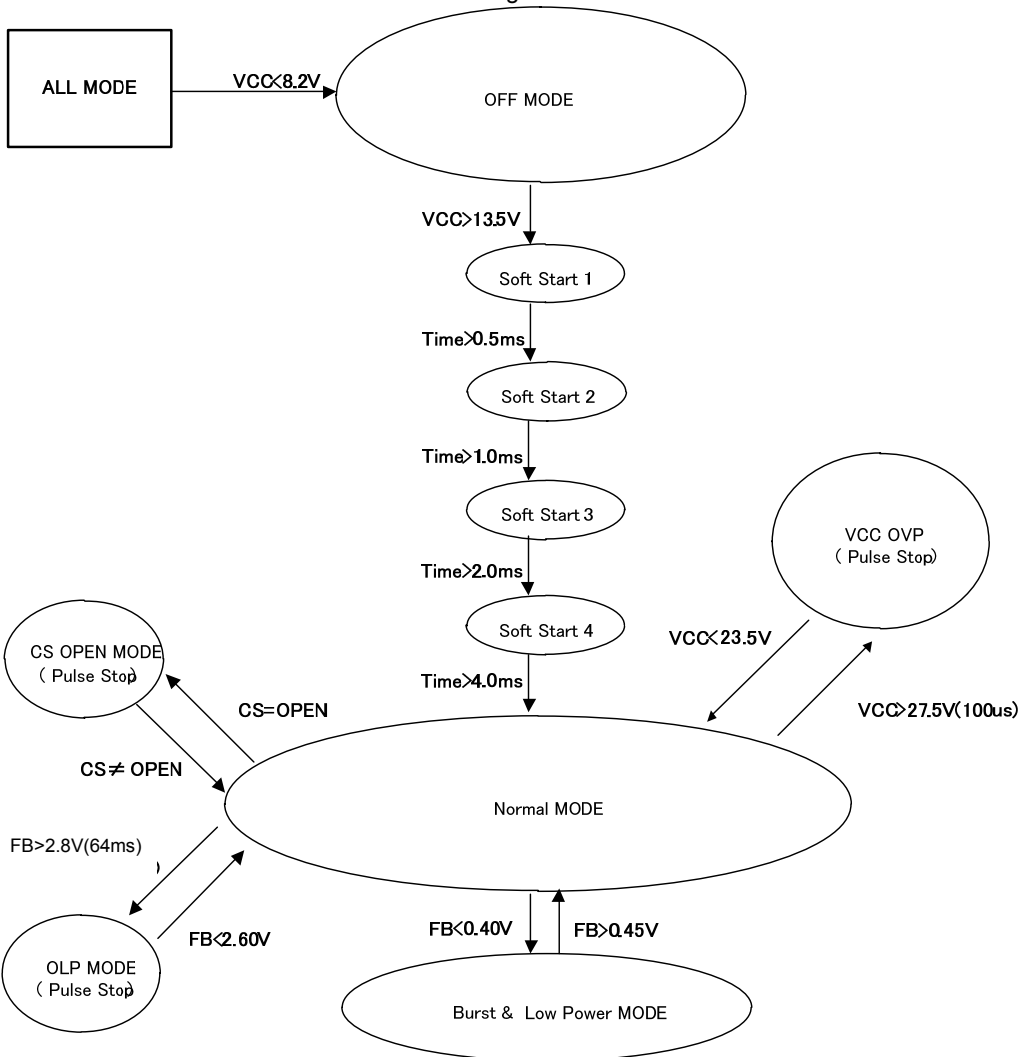 ALL MODE
VCC<8.2V
OFF MODE
VCC>13.5V
Soft Start 1
Time>0.5ms
Soft Start 2
Time>1.0ms
Soft Start 3
Time>2.0ms
Soft Start 4
Time>4.0ms
VCC OVP
( Pulse Stop)
VCC<23.5V
VCC>27.5V(100us)
CS OPEN MODE
( Pulse Stop)
CS=OPEN
CS≠ OPEN
Normal MODE
FB>2.8V(64ms)
)
FB<2.60V
OLP MODE
( Pulse Stop)
FB<0.40V
FB>0.45V
Burst & Low Power MODE